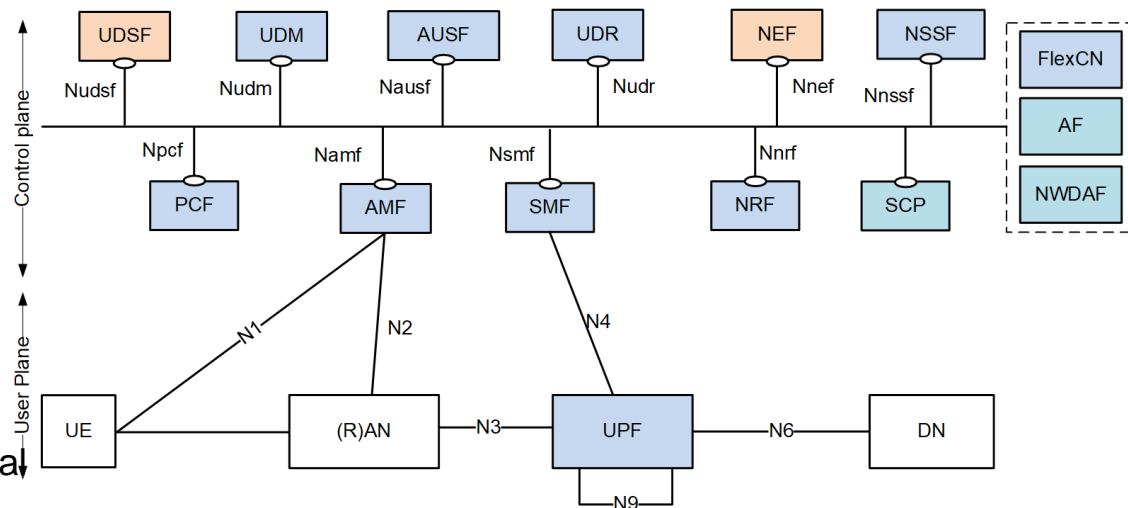 UDSF
UDM
AUSF
UDR
NEF
NSSF
FlexCN
Nudsf
Nudm
Nausf
Nudr
Nnef
Nnssf
AF
Control plane
Npcf
Namf
Nsmf
Nnrf
PCF
AMF
SMF
NRF
SCP
NWDAF
N1
N2
N4
User Plane
UE
(R)AN
N3
UPF
N6
DN
al
N9